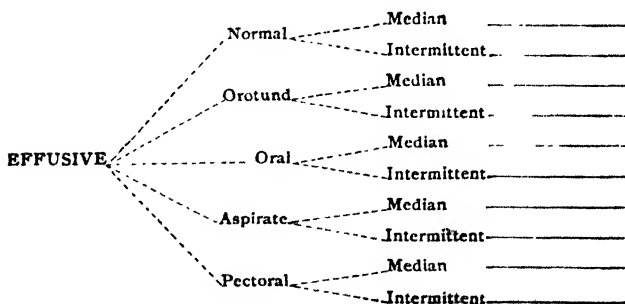 Median
Normal
Intermittent
Median
Orotund
Intermittent
Median
EFFUSIVE
Oral
Intermittent
Median
Aspirate
Intermittent
Median
Pectoral
Intermittent